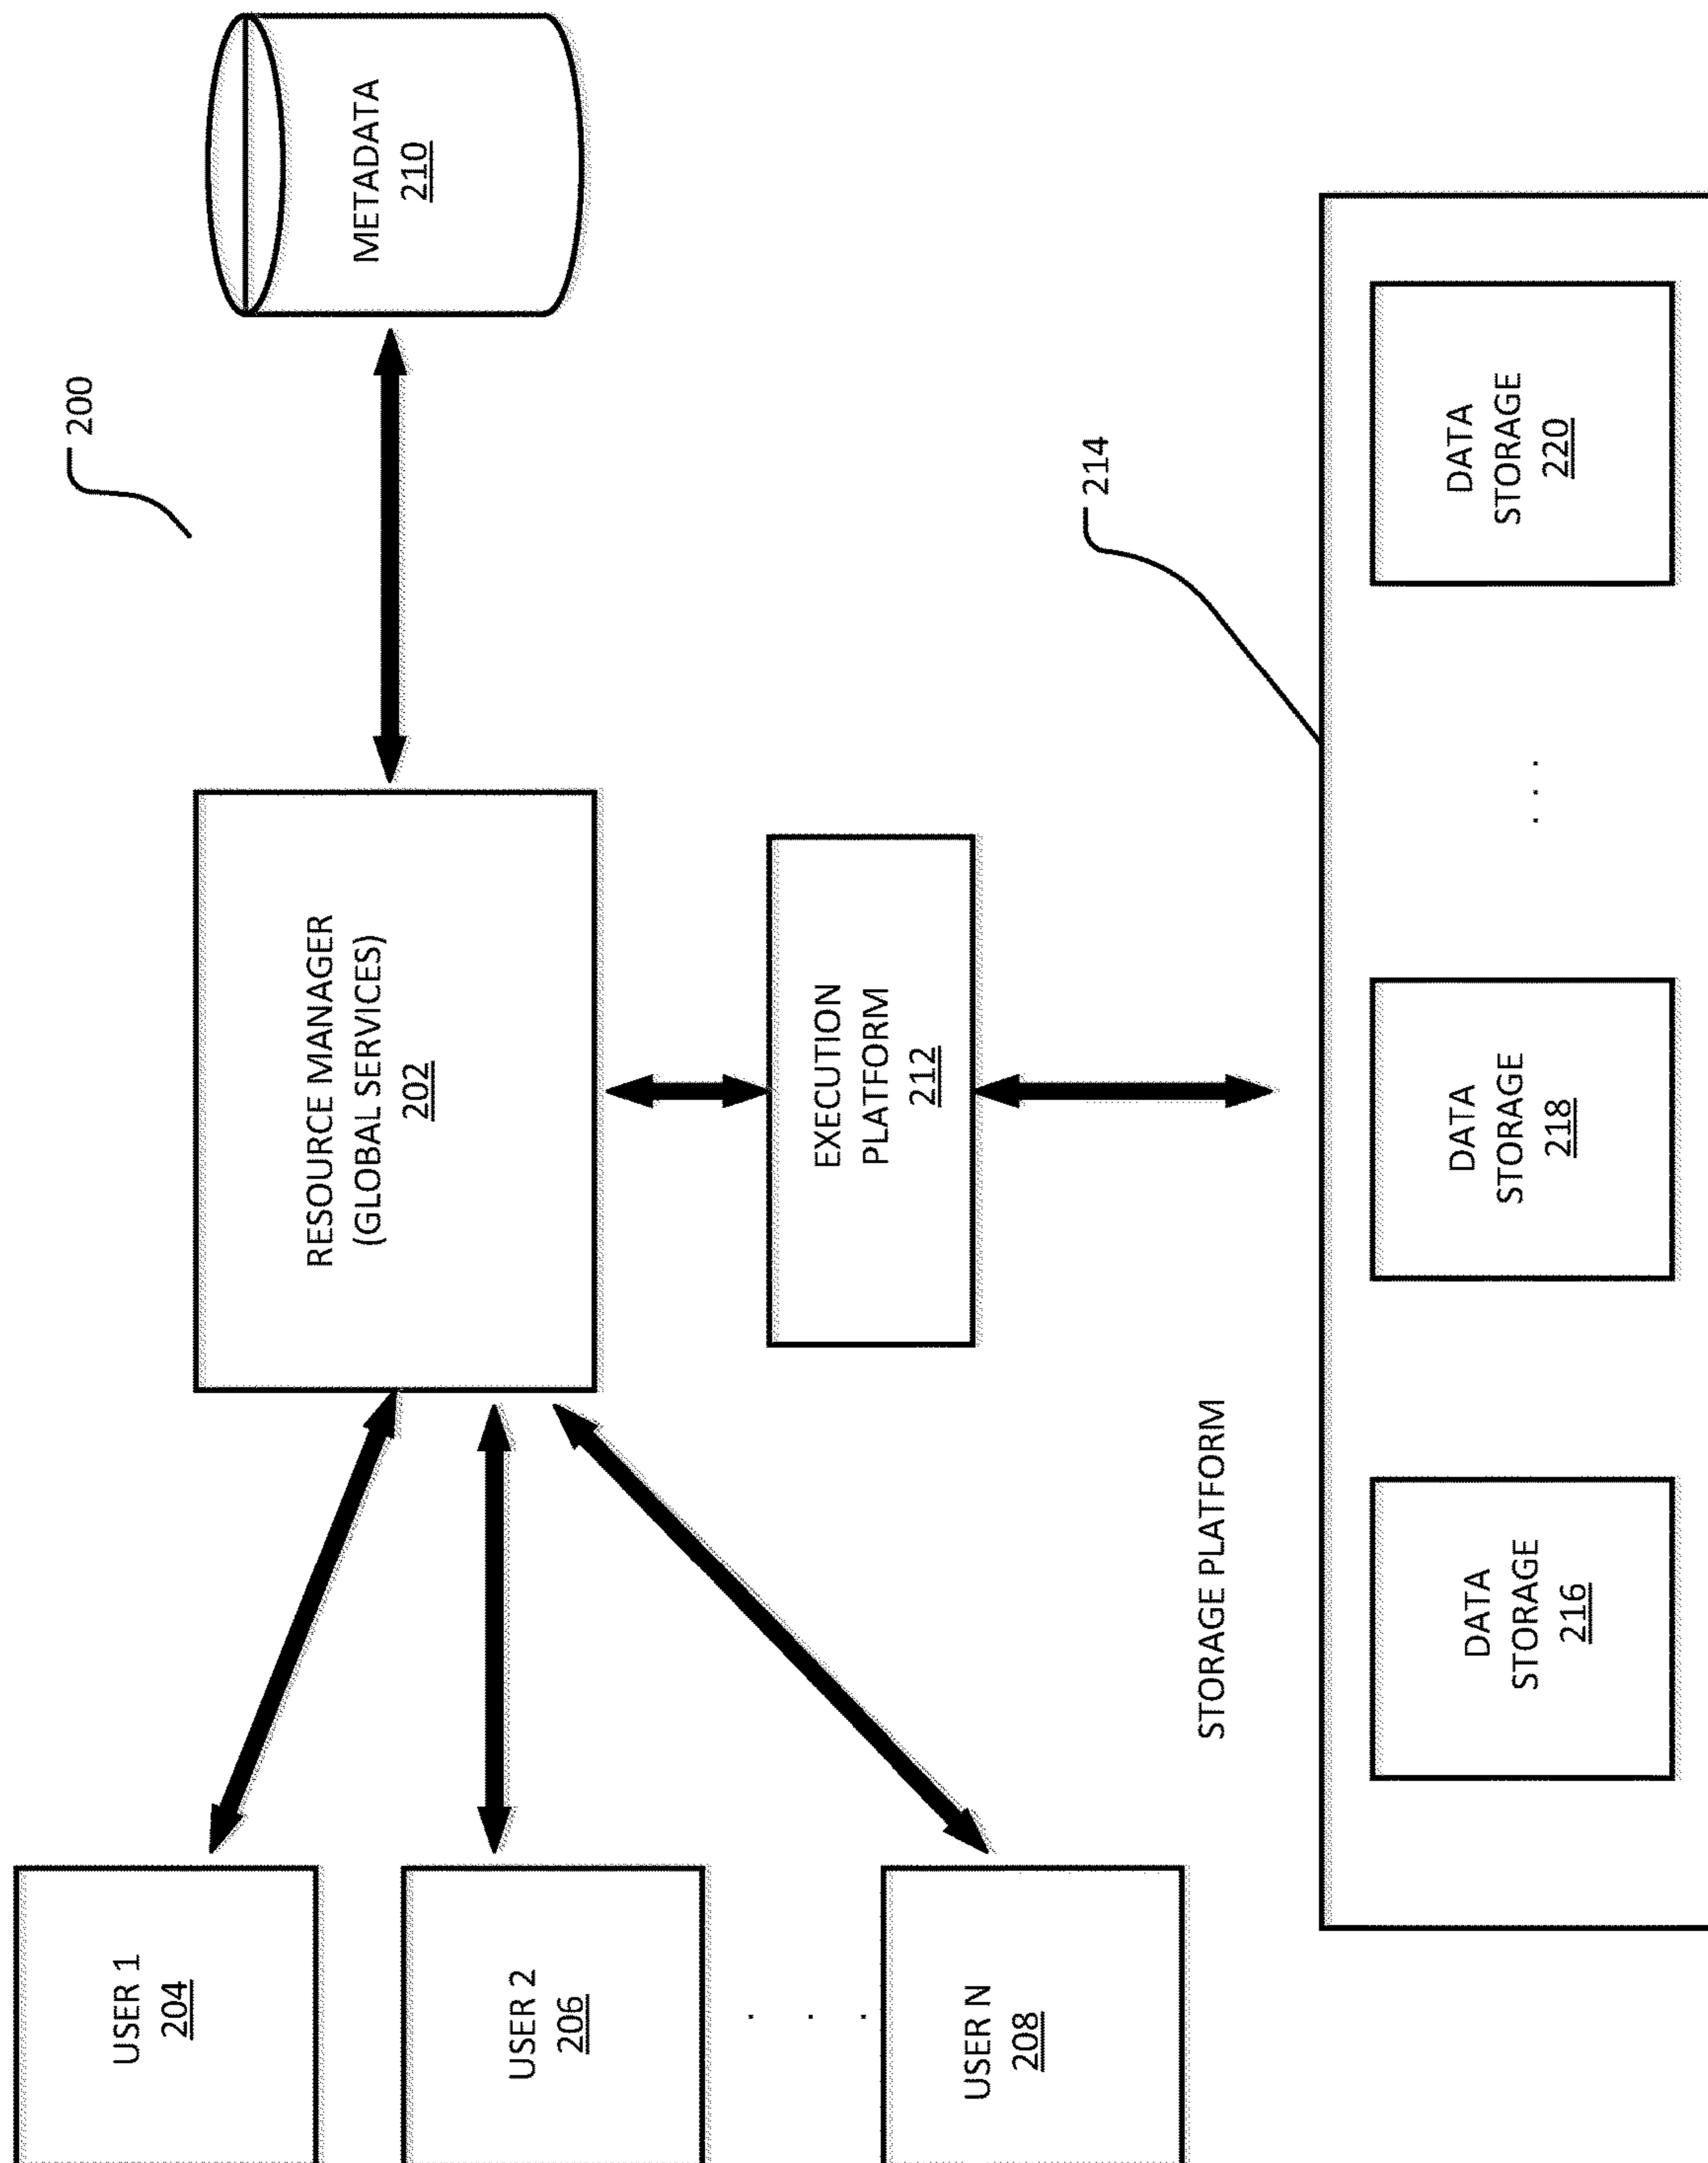 200
USER 1
204
USER 2
206
. . .
USER N
208
RESOURCE MANAGER
(GLOBAL SERVICES)
202
METADATA
210
EXECUTION
PLATFORM
212
214
STORAGE PLATFORM
DATA
STORAGE
216
DATA
STORAGE
218
. . .
DATA
STORAGE
220